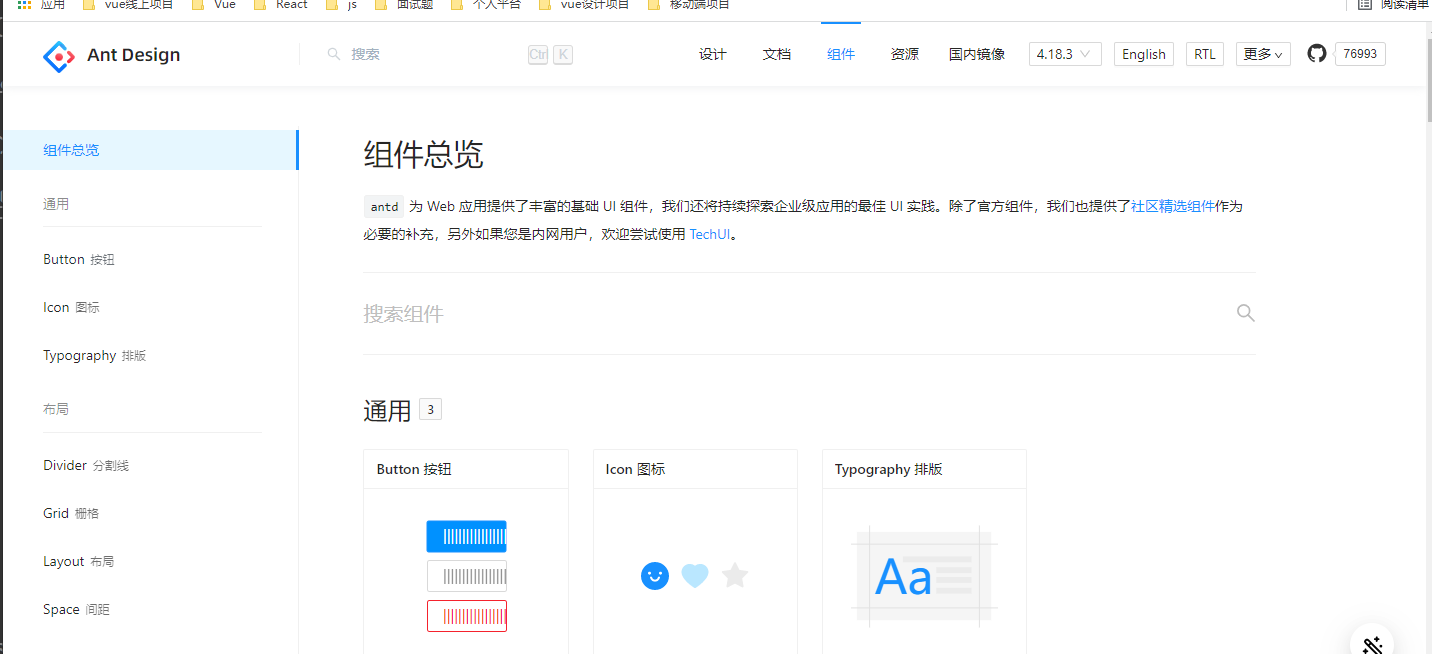 应用 vue线上项目 Vue React js 面试题 个人平台 vue设计项目 移动端项目 阅读清单
Ant Design 搜索 Ctrl K 设计 文档 组件 资源 国内镜像 4.18.3 English RTL 更多 76993
组件总览
通用
Button 按钮
Icon 图标
Typography 排版
布局
Divider 分割线
Grid 栅格
Layout 布局
Space 间距
组件总览
antd 为 Web 应用提供了丰富的基础 UI 组件，我们还将持续探索企业级应用的最佳 UI 实践。除了官方组件，我们也提供了社区精选组件作为
必要的补充，另外如果您是内网用户，欢迎尝试使用 TechUI。
搜索组件
通用 3
Button 按钮
Icon 图标
Typography 排版
Aa